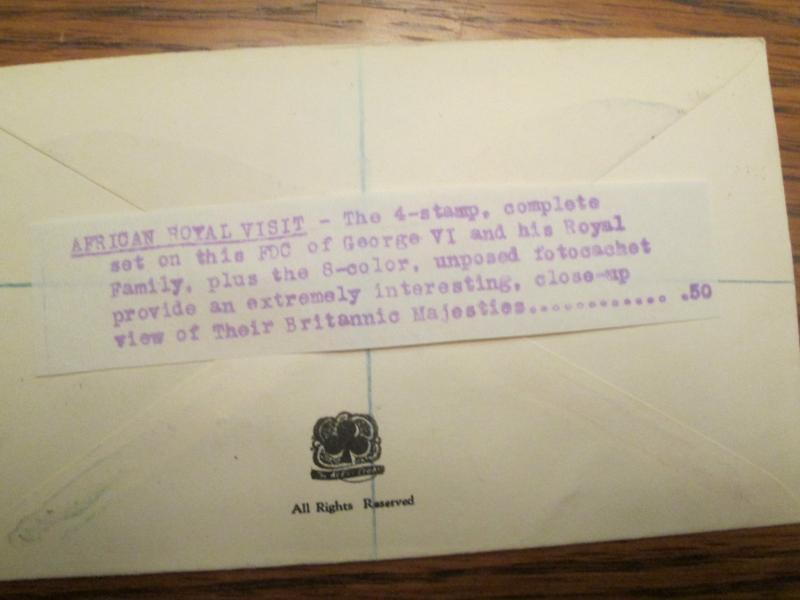 AFRICAN ROYAL VISIT - The 4-stamp, complete
set on this FDC of George VI and his Royal
Family, plus the 8-color, unposed fotocachet
provide an extremely interesting, close-up
view of Their Britannic Majesties............. .50
All Rights Reserved